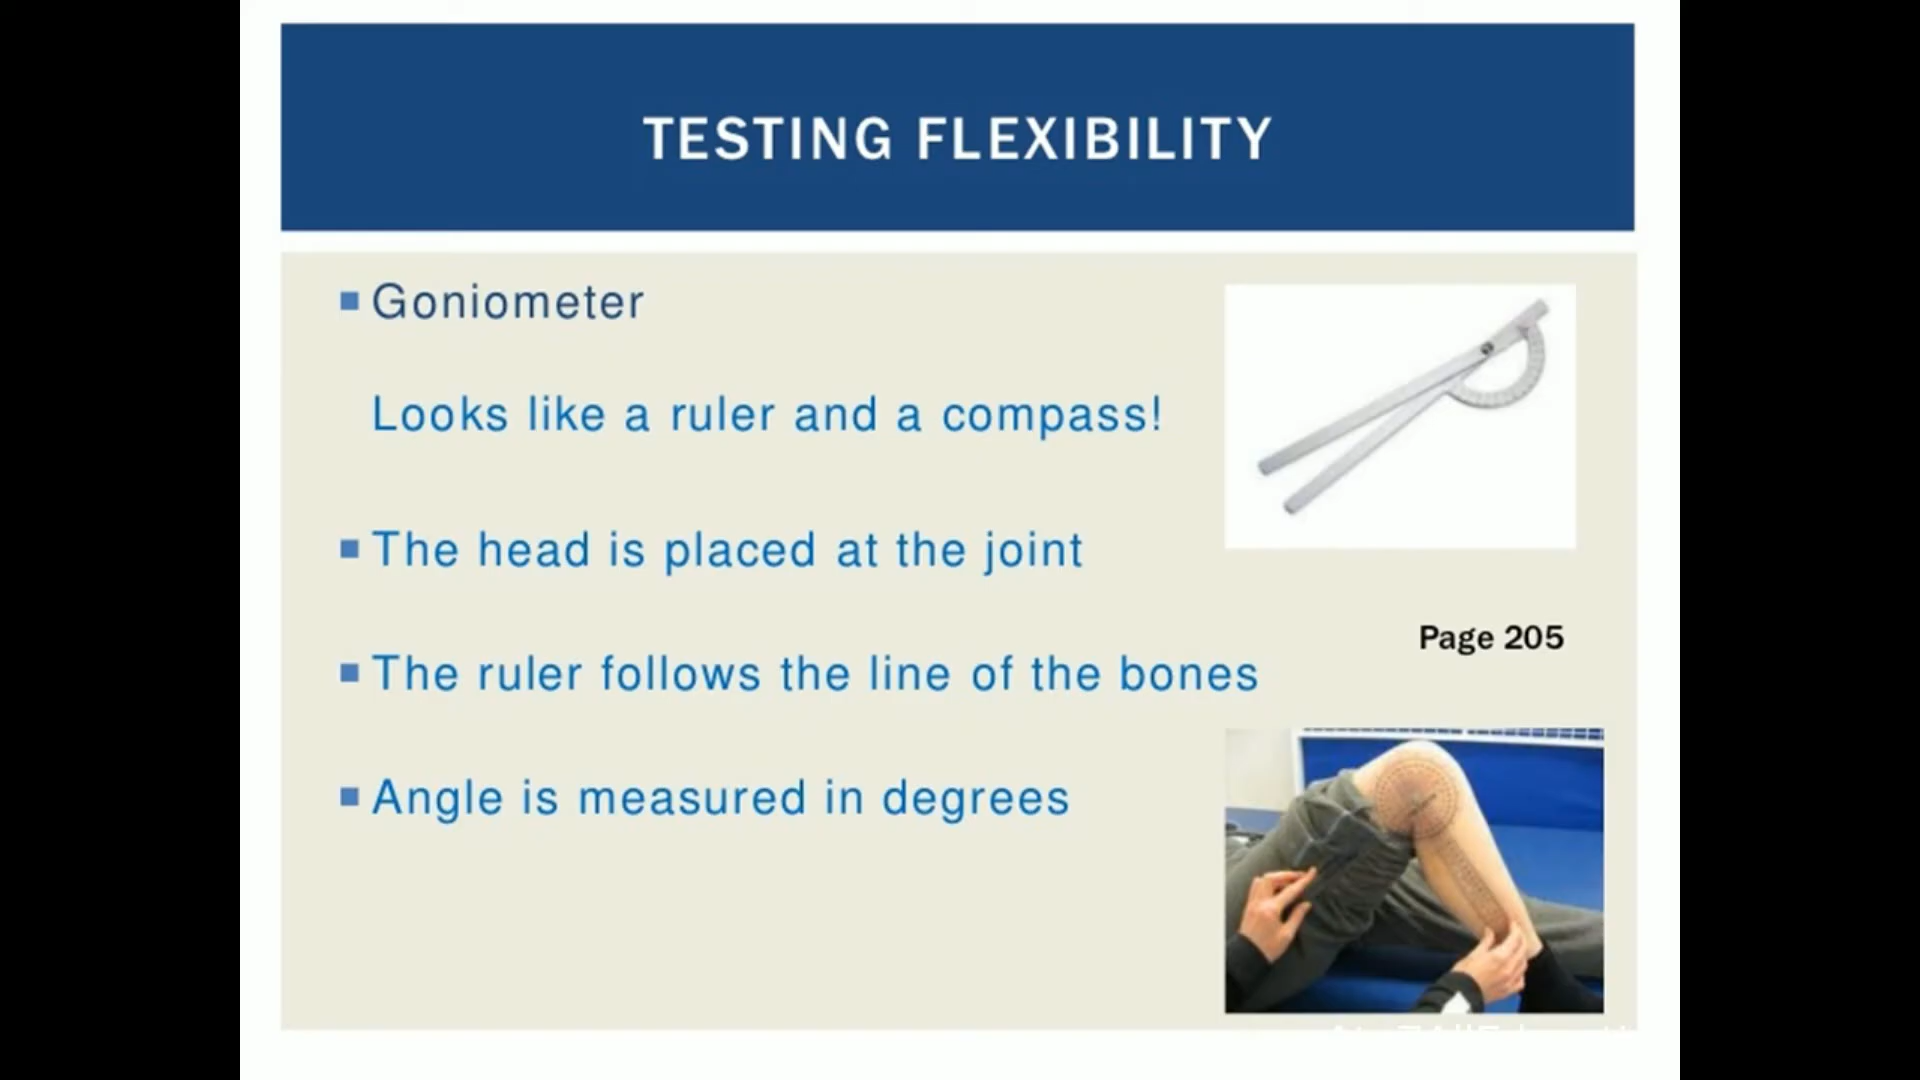 TESTING FLEXIBILITY
Goniometer
Looks like a ruler and a compass!
The head is placed at the joint
Page 205
The ruler follows the line of the bones
Angle is measured in degrees